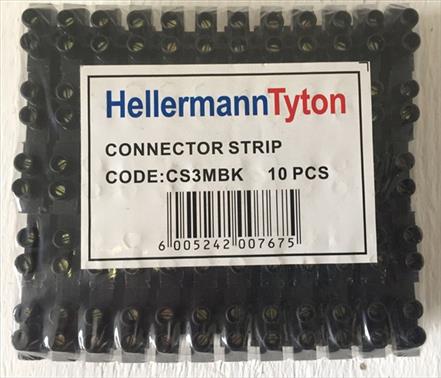 HellermannTyton
CONNECTOR STRIP
CODE:CS3MBK 10 PCS
6 005242 007675